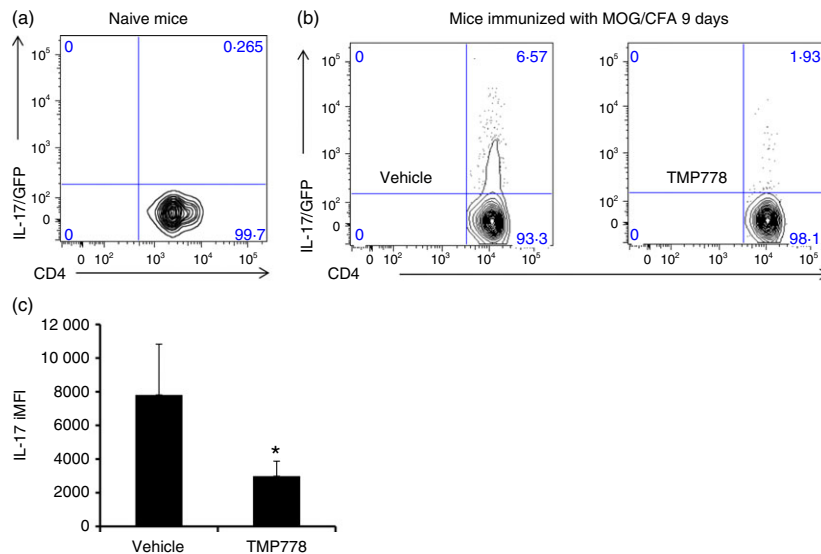 (a)
Naive mice
0
0·265
10⁵
10⁴
10³
10²
0
0
99·7
0 10² 10³ 10⁴ 10⁵
IL-17/GFP
CD4
(b)
Mice immunized with MOG/CFA 9 days
0
6·57
10⁵
10⁴
10³
10²
0
Vehicle
0
93·3
0 10² 10³ 10⁴ 10⁵
IL-17/GFP
0
1·93
10⁵
10⁴
10³
10²
0
TMP778
0
98·1
0 10² 10³ 10⁴ 10⁵
CD4
(c)
12 000
10 000
8000
6000
4000
2000
0
IL-17 iMFI
*
Vehicle
TMP778